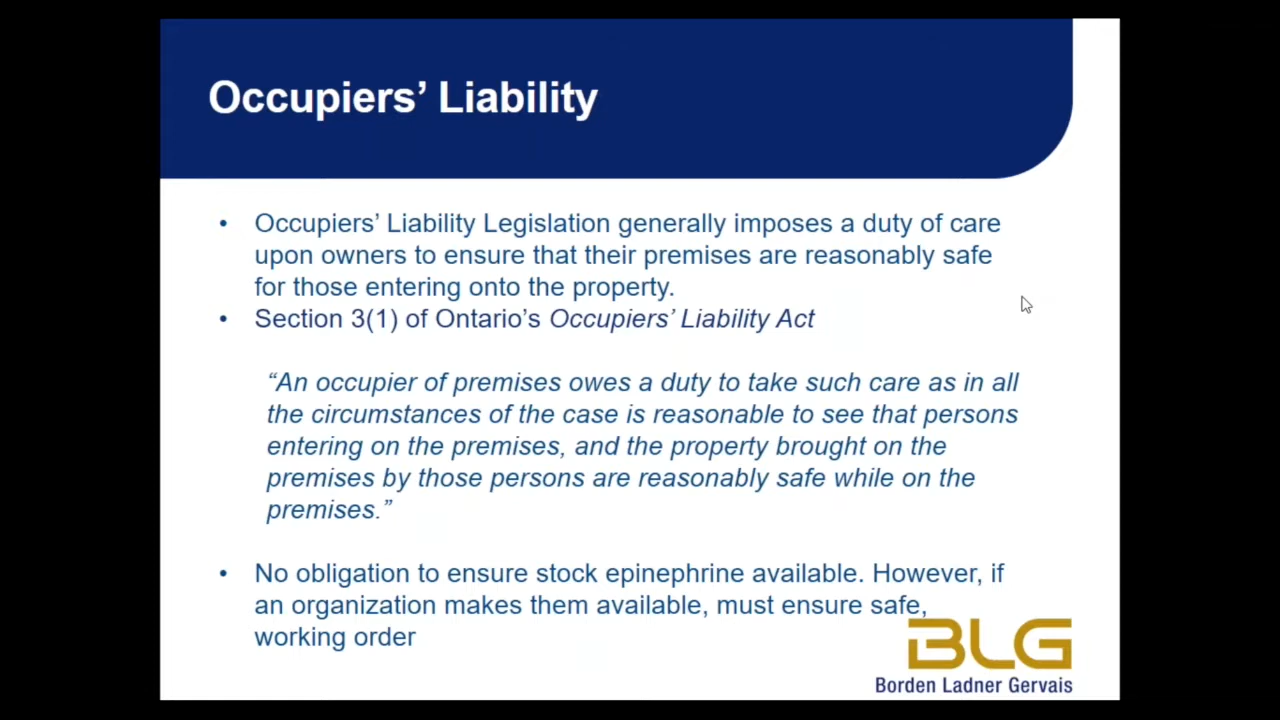 Occupiers’ Liability
• Occupiers’ Liability Legislation generally imposes a duty of care
upon owners to ensure that their premises are reasonably safe
for those entering onto the property.
• Section 3(1) of Ontario’s Occupiers’ Liability Act
“An occupier of premises owes a duty to take such care as in all
the circumstances of the case is reasonable to see that persons
entering on the premises, and the property brought on the
premises by those persons are reasonably safe while on the
premises.”
• No obligation to ensure stock epinephrine available. However, if
an organization makes them available, must ensure safe,
working order
BLG
Borden Ladner Gervais